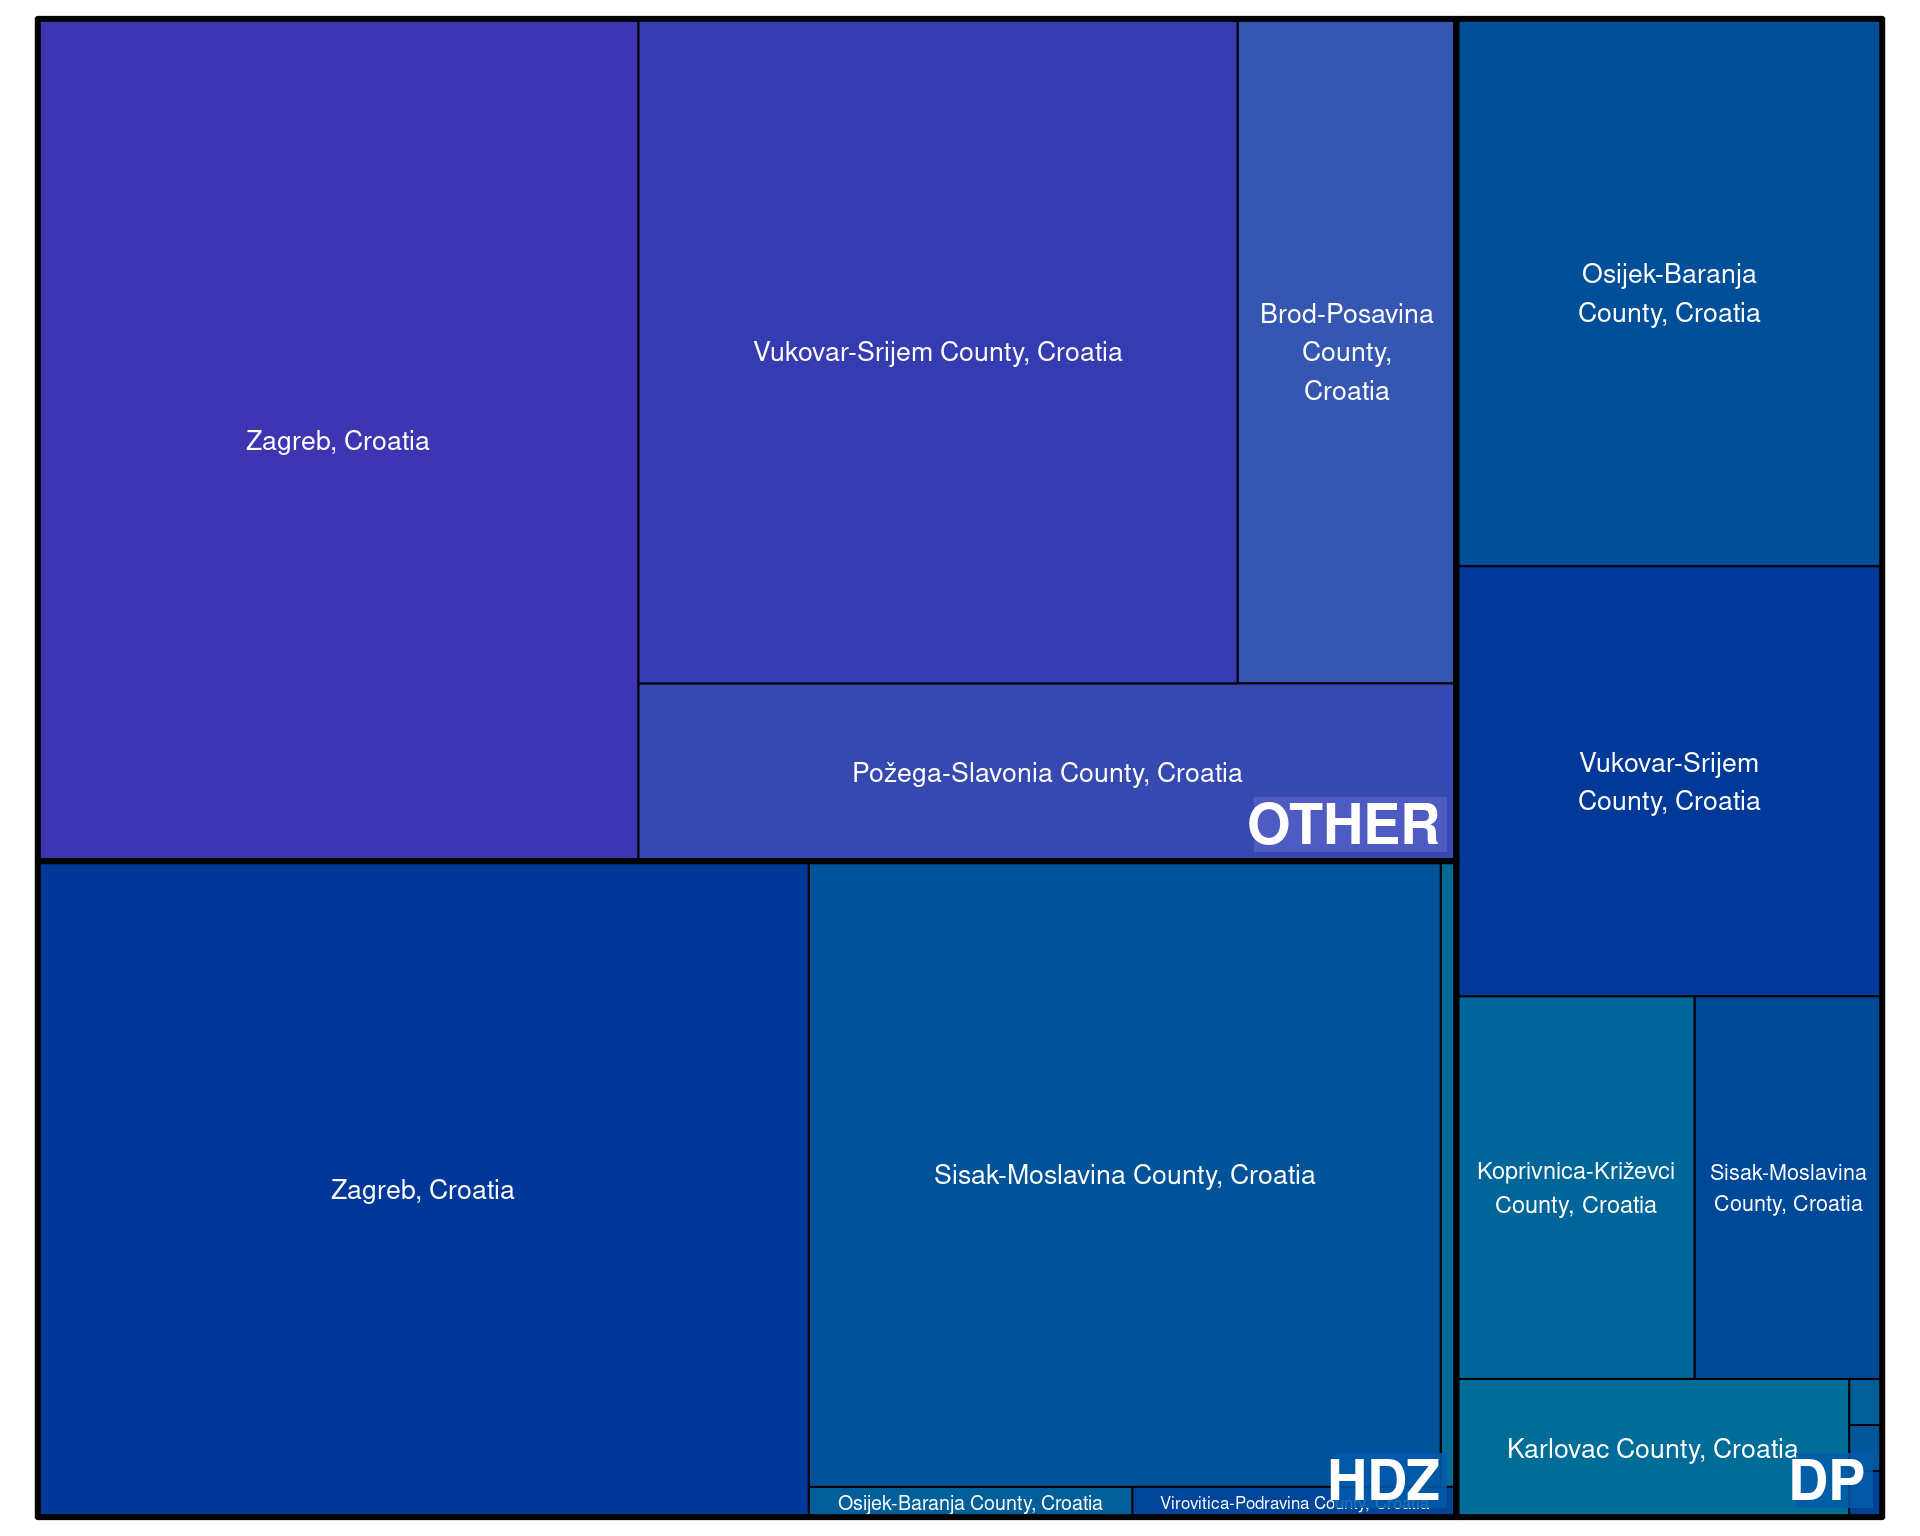 Zagreb, Croatia
Vukovar-Srijem County, Croatia
Brod-Posavina
County,
Croatia
Požega-Slavonia County, Croatia
OTHER
Zagreb, Croatia
Sisak-Moslavina County, Croatia
Osijek-Baranja County, Croatia
Virovitica-Podravina County, Croatia
HDZ
Osijek-Baranja
County, Croatia
Vukovar-Srijem
County, Croatia
Koprivnica-Križevci
County, Croatia
Sisak-Moslavina
County, Croatia
Karlovac County, Croatia
DP